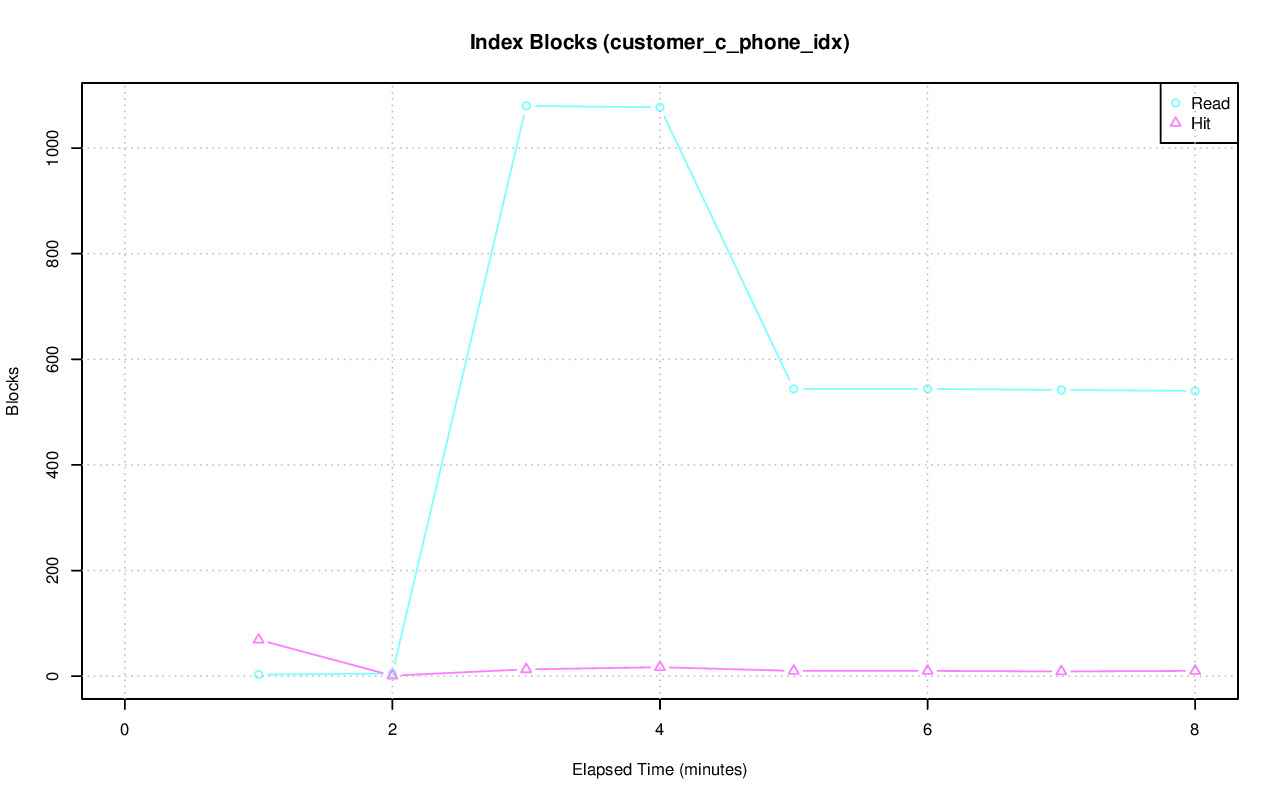 Index Blocks (customer_c_phone_idx)
Read
Hit
Blocks
1000
800
600
400
200
0
0 2 4 6 8
Elapsed Time (minutes)